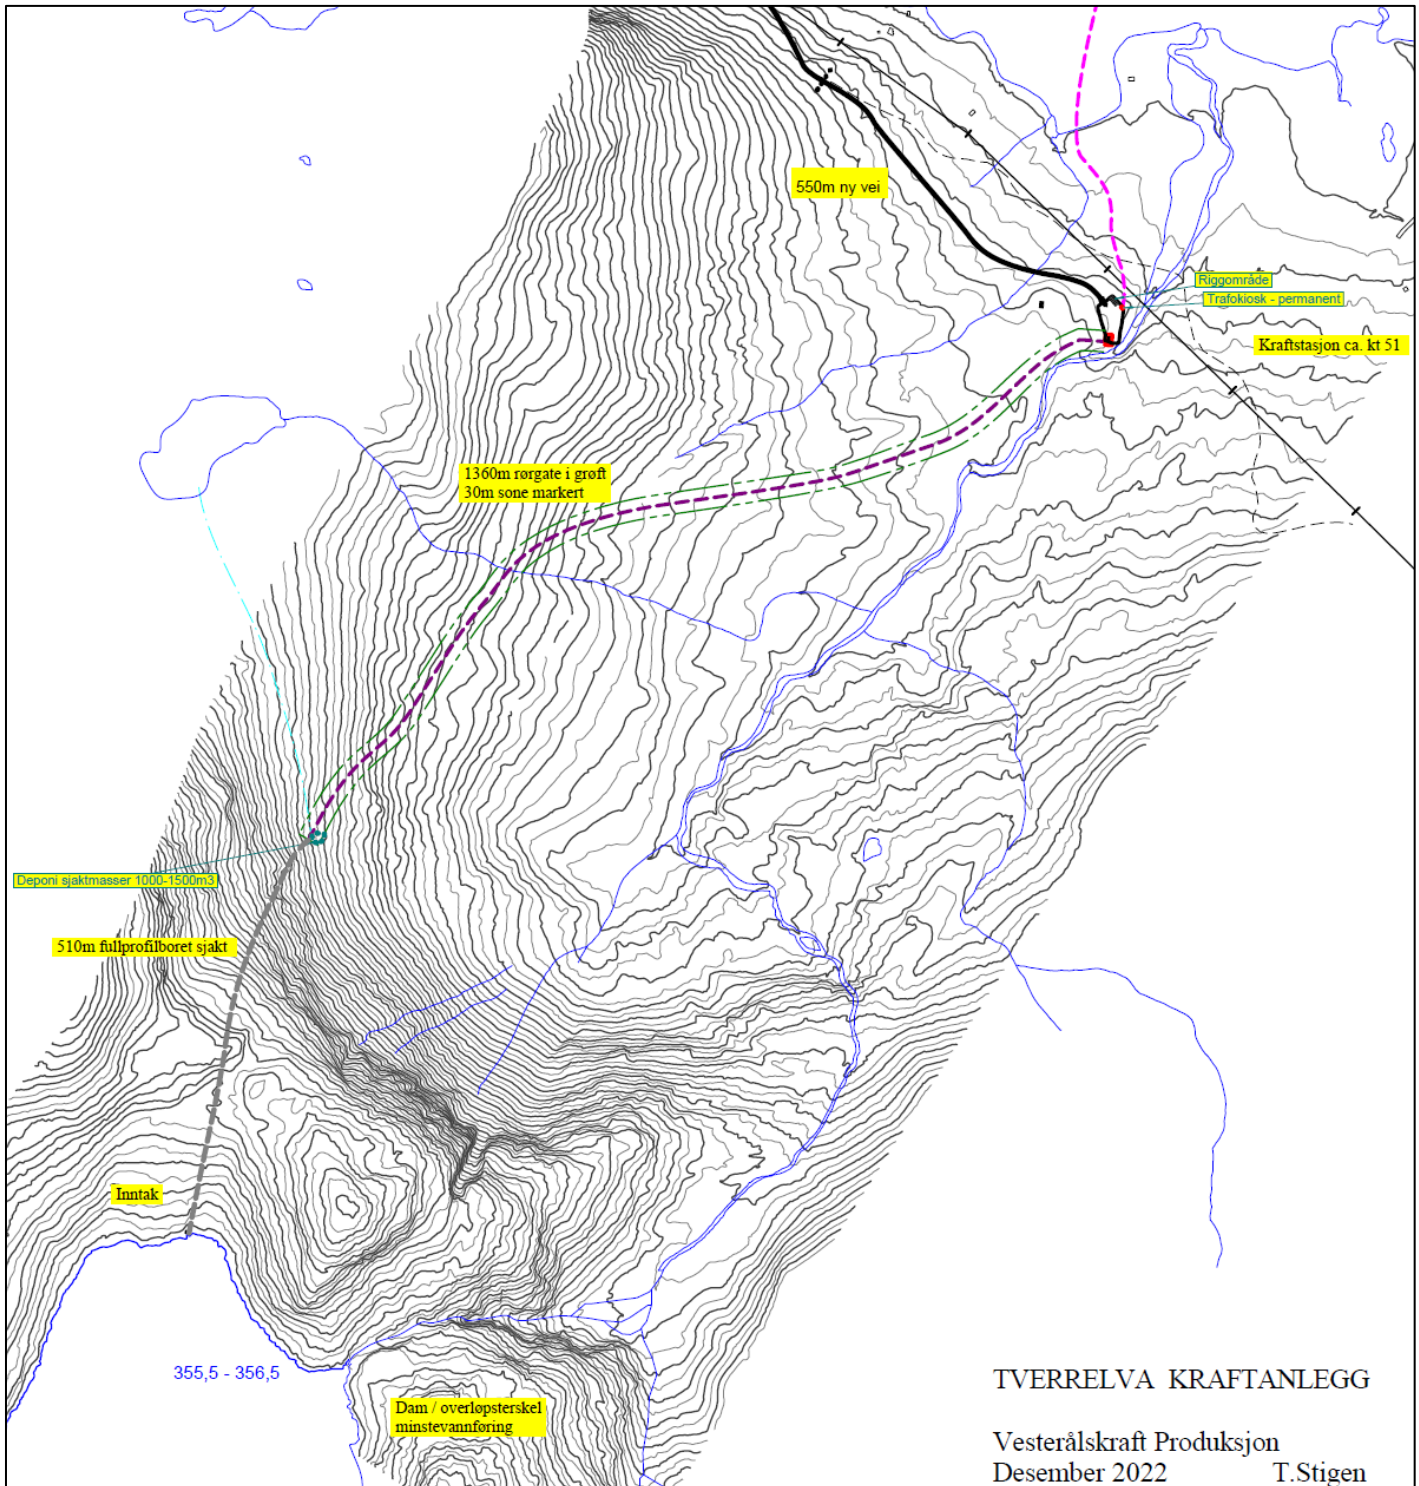 550m ny vei
Riggområde
Trafokiosk - permanent
Kraftstasjon ca. kt 51
1360m rørgate i grøft
30m sone markert
Deponi sjaktmasser 1000-1500m3
510m fullprofilboret sjakt
Inntak
355,5 - 356,5
Dam / overløpsterskel
minstevannføring
TVERRELVA KRAFTANLEGG
Vesterålskraft Produksjon
Desember 2022 T.Stigen